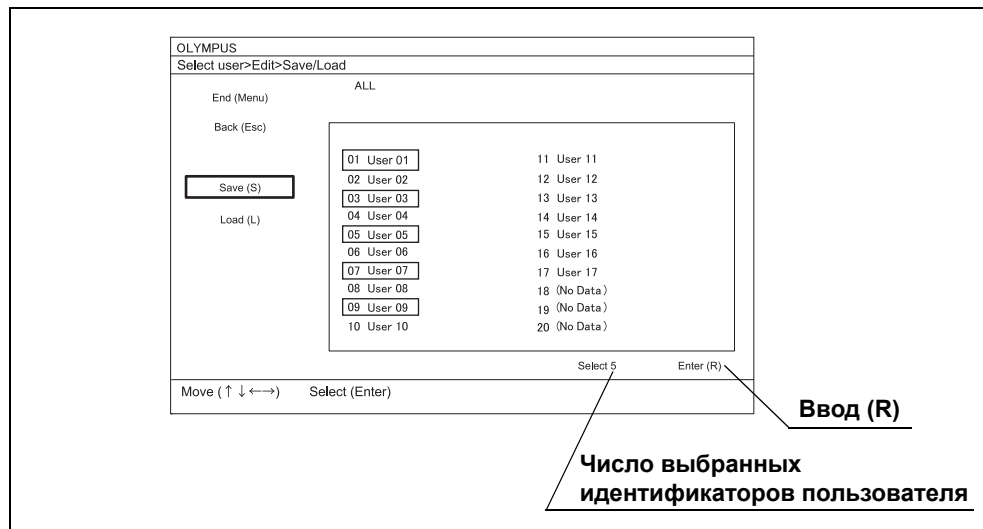 OLYMPUS
Select user>Edit>Save/Load
ALL
End (Menu)
Back (Esc)
Save (S)
Load (L)
01 User 01
02 User 02
03 User 03
04 User 04
05 User 05
06 User 06
07 User 07
08 User 08
09 User 09
10 User 10
11 User 11
12 User 12
13 User 13
14 User 14
15 User 15
16 User 16
17 User 17
18 (No Data)
19 (No Data)
20 (No Data)
Select 5
Enter (R)
Move (↑↓←→) Select (Enter)
Ввод (R)
Число выбранных
идентификаторов пользователя